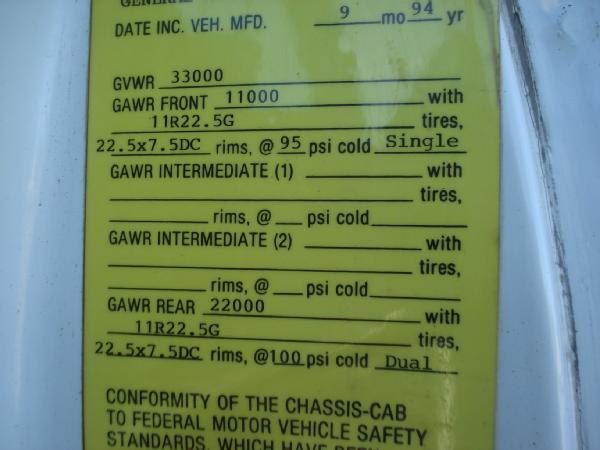 GENERAL
DATE INC. VEH. MFD. 9 mo 94 yr
GVWR 33000
GAWR FRONT 11000 with
11R22.5G tires,
22.5x7.5DC rims, @ 95 psi cold Single
GAWR INTERMEDIATE (1) with
tires,
rims, @ psi cold
GAWR INTERMEDIATE (2) with
tires,
rims, @ psi cold
GAWR REAR 22000 with
11R22.5G tires,
22.5x7.5DC rims, @100 psi cold Dual
CONFORMITY OF THE CHASSIS-CAB
TO FEDERAL MOTOR VEHICLE SAFETY
STANDARDS, WHICH HAVE BEEN